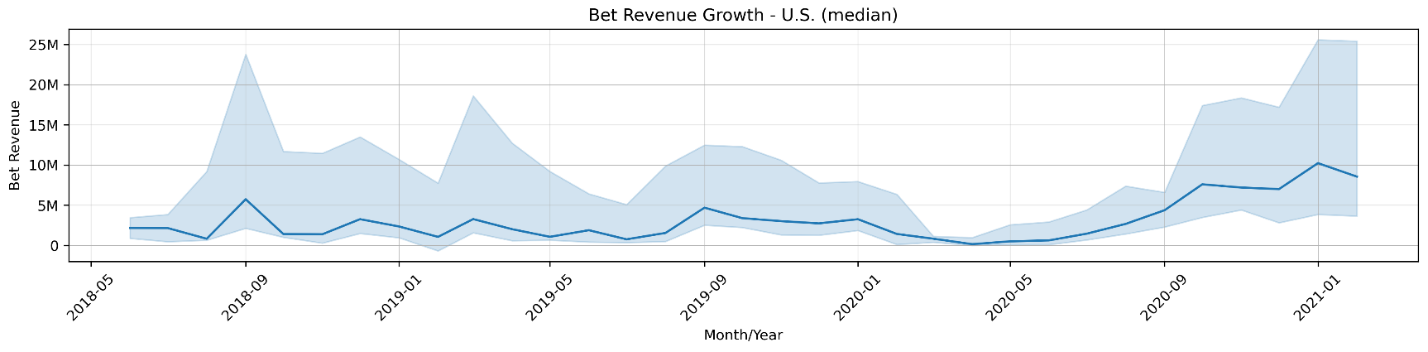 Bet Revenue Growth - U.S. (median)
Bet Revenue
25M
20M
15M
10M
5M
0
2018-05
2018-09
2019-01
2019-05
2019-09
2020-01
2020-05
2020-09
2021-01
Month/Year